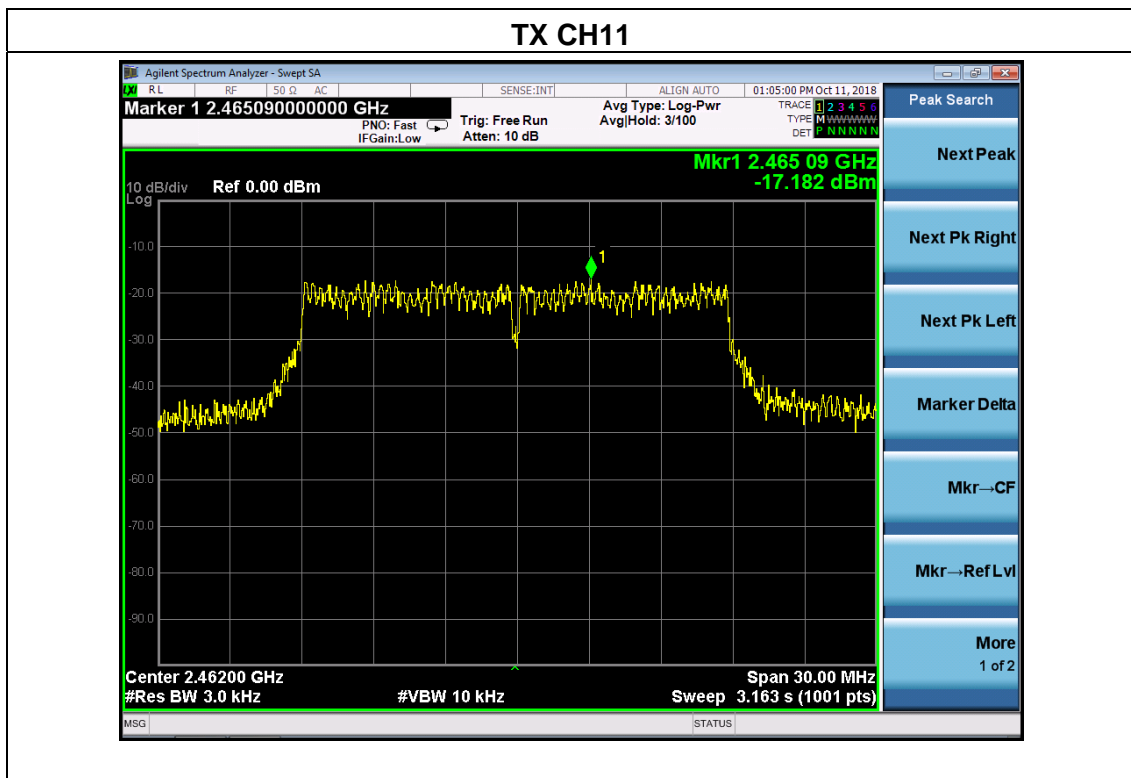 TX CH11
Agilent Spectrum Analyzer - Swept SA
LXI RL RF 50 Ω AC SENSE:INT ALIGN AUTO 01:05:00 PM Oct 11, 2018
Marker 1 2.465090000000 GHz
PNO: Fast
IFGain:Low
Trig: Free Run
Atten: 10 dB
Avg Type: Log-Pwr
Avg|Hold: 3/100
TRACE 1 2 3 4 5 6
TYPE M WWWWW
DET P N N N N N
Mkr1 2.465 09 GHz
-17.182 dBm
10 dB/div Ref 0.00 dBm
Log
-10.0
-20.0
-30.0
-40.0
-50.0
-60.0
-70.0
-80.0
-90.0
1
Center 2.46200 GHz Span 30.00 MHz
#Res BW 3.0 kHz #VBW 10 kHz Sweep 3.163 s (1001 pts)
MSG STATUS
Peak Search
Next Peak
Next Pk Right
Next Pk Left
Marker Delta
Mkr→CF
Mkr→Ref Lvl
More
1 of 2